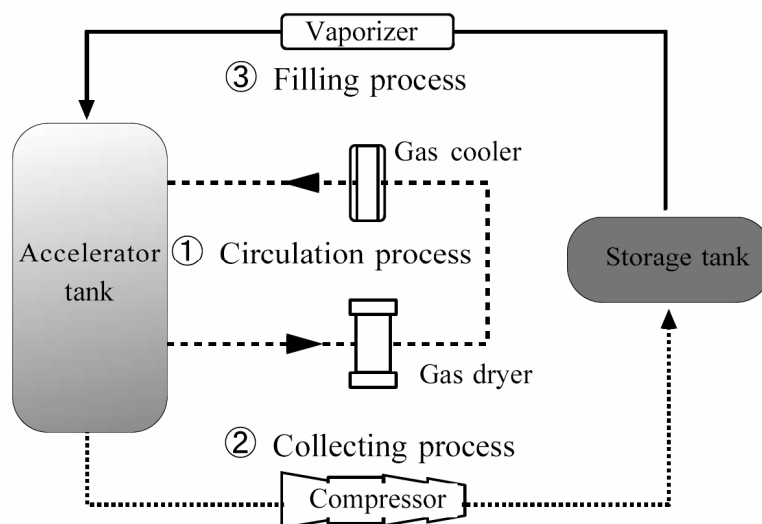 Vaporizer
③ Filling process
Gas cooler
Accelerator
tank
① Circulation process
Storage tank
Gas dryer
② Collecting process
Compressor